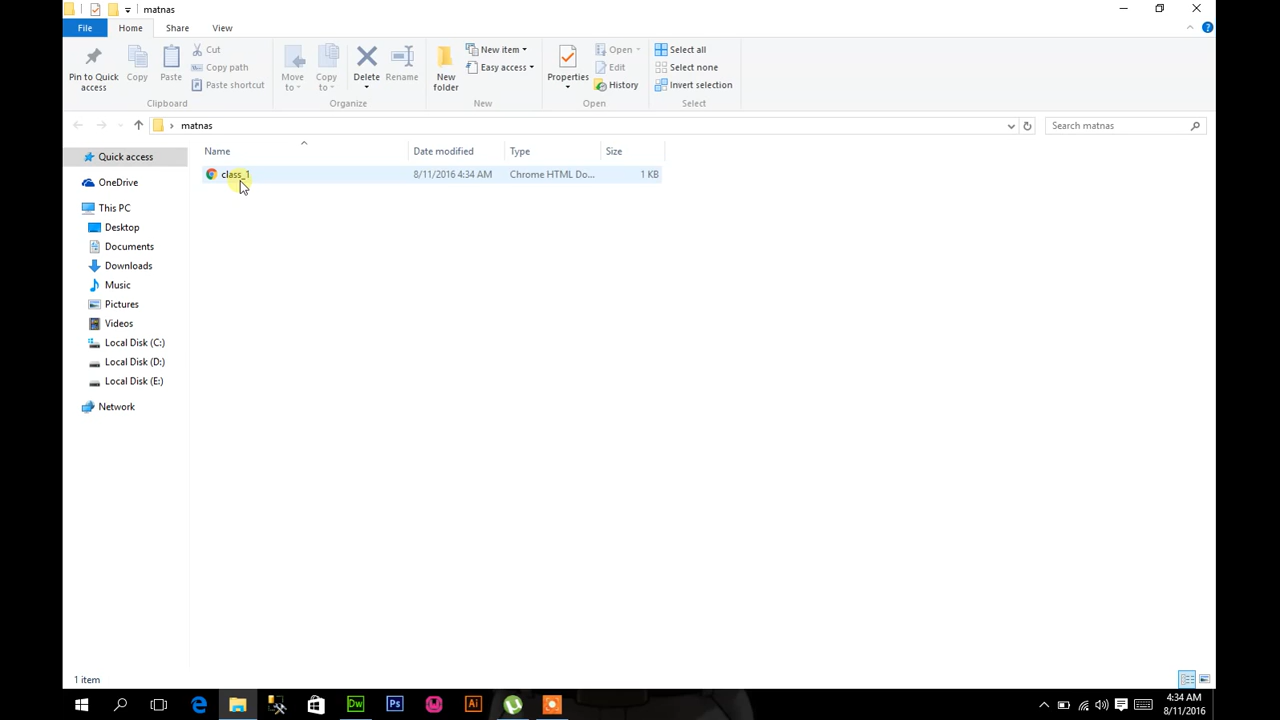 matnas
File Home Share View
Pin to Quick access
Copy
Paste
Cut
Copy path
Paste shortcut
Clipboard
Move to
Copy to
Delete
Rename
Organize
New folder
New item
Easy access
New
Properties
Open
Edit
History
Open
Select all
Select none
Invert selection
Select
matnas
Search matnas
Name Date modified Type Size
class_1 8/11/2016 4:34 AM Chrome HTML Do... 1 KB
Quick access
OneDrive
This PC
Desktop
Documents
Downloads
Music
Pictures
Videos
Local Disk (C:)
Local Disk (D:)
Local Disk (E:)
Network
1 item
Dw Ps Ai
4:34 AM
8/11/2016